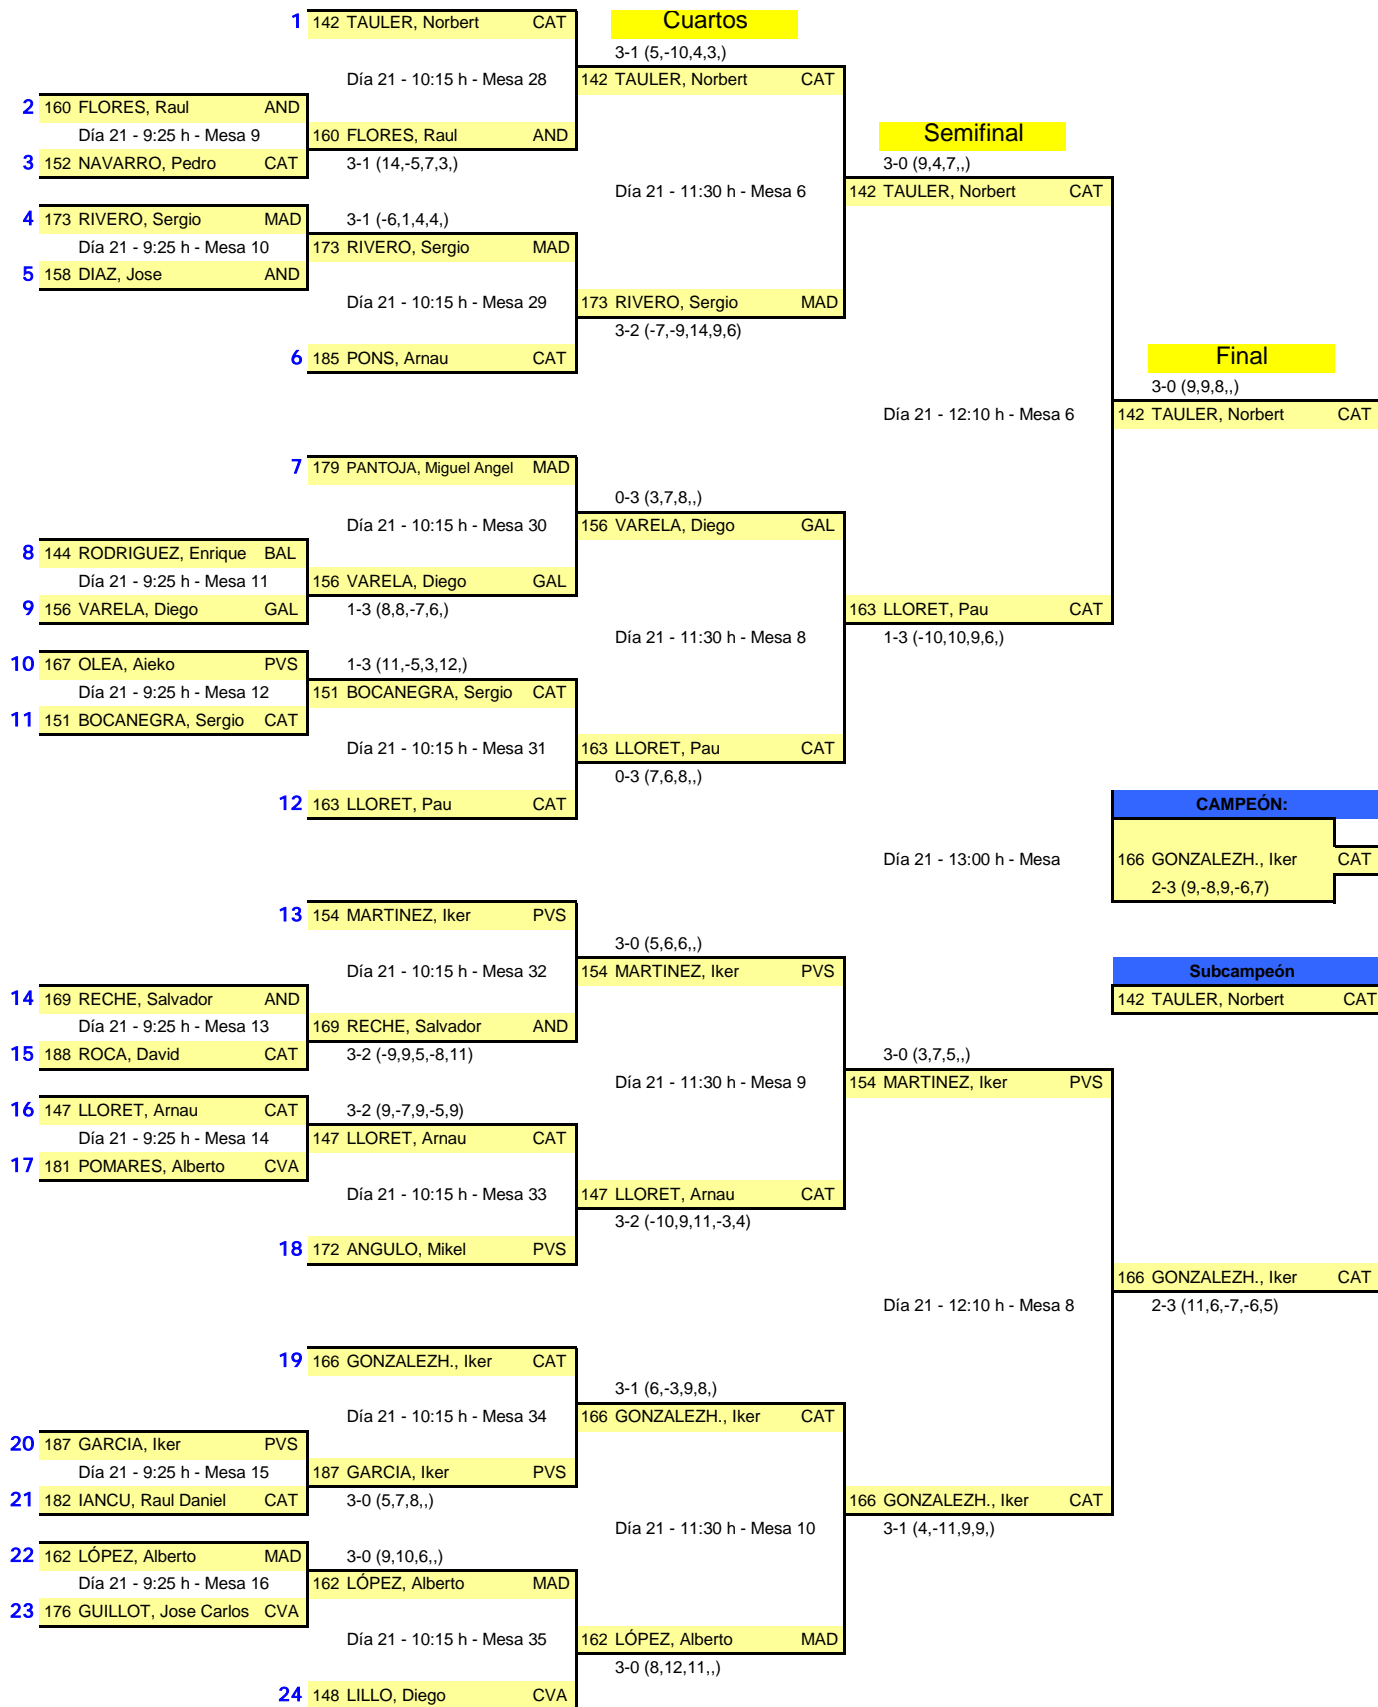 1 142 TAULER, Norbert CAT Cuartos
3-1 (5,-10,4,3,)
Día 21 - 10:15 h - Mesa 28 142 TAULER, Norbert CAT
2 160 FLORES, Raul AND
Día 21 - 9:25 h - Mesa 9 160 FLORES, Raul AND Semifinal
3 152 NAVARRO, Pedro CAT 3-1 (14,-5,7,3,) 3-0 (9,4,7,,)
Día 21 - 11:30 h - Mesa 6 142 TAULER, Norbert CAT
4 173 RIVERO, Sergio MAD 3-1 (-6,1,4,4,)
Día 21 - 9:25 h - Mesa 10 173 RIVERO, Sergio MAD
5 158 DIAZ, Jose AND
Día 21 - 10:15 h - Mesa 29 173 RIVERO, Sergio MAD
3-2 (-7,-9,14,9,6)
6 185 PONS, Arnau CAT Final
3-0 (9,9,8,,)
Día 21 - 12:10 h - Mesa 6 142 TAULER, Norbert CAT
7 179 PANTOJA, Miguel Angel MAD
0-3 (3,7,8,,)
Día 21 - 10:15 h - Mesa 30 156 VARELA, Diego GAL
8 144 RODRIGUEZ, Enrique BAL
Día 21 - 9:25 h - Mesa 11 156 VARELA, Diego GAL
9 156 VARELA, Diego GAL 1-3 (8,8,-7,6,) 163 LLORET, Pau CAT
Día 21 - 11:30 h - Mesa 8 1-3 (-10,10,9,6,)
10 167 OLEA, Aieko PVS 1-3 (11,-5,3,12,)
Día 21 - 9:25 h - Mesa 12 151 BOCANEGRA, Sergio CAT
11 151 BOCANEGRA, Sergio CAT
Día 21 - 10:15 h - Mesa 31 163 LLORET, Pau CAT
0-3 (7,6,8,,)
12 163 LLORET, Pau CAT CAMPEÓN:
Día 21 - 13:00 h - Mesa 166 GONZALEZH., Iker CAT
2-3 (9,-8,9,-6,7)
13 154 MARTINEZ, Iker PVS
3-0 (5,6,6,,)
Día 21 - 10:15 h - Mesa 32 154 MARTINEZ, Iker PVS Subcampeón
14 169 RECHE, Salvador AND 142 TAULER, Norbert CAT
Día 21 - 9:25 h - Mesa 13 169 RECHE, Salvador AND
15 188 ROCA, David CAT 3-2 (-9,9,5,-8,11) 3-0 (3,7,5,,)
Día 21 - 11:30 h - Mesa 9 154 MARTINEZ, Iker PVS
16 147 LLORET, Arnau CAT 3-2 (9,-7,9,-5,9)
Día 21 - 9:25 h - Mesa 14 147 LLORET, Arnau CAT
17 181 POMARES, Alberto CVA
Día 21 - 10:15 h - Mesa 33 147 LLORET, Arnau CAT
3-2 (-10,9,11,-3,4)
18 172 ANGULO, Mikel PVS
166 GONZALEZH., Iker CAT
Día 21 - 12:10 h - Mesa 8 2-3 (11,6,-7,-6,5)
19 166 GONZALEZH., Iker CAT
3-1 (6,-3,9,8,)
Día 21 - 10:15 h - Mesa 34 166 GONZALEZH., Iker CAT
20 187 GARCIA, Iker PVS
Día 21 - 9:25 h - Mesa 15 187 GARCIA, Iker PVS
21 182 IANCU, Raul Daniel CAT 3-0 (5,7,8,,) 166 GONZALEZH., Iker CAT
Día 21 - 11:30 h - Mesa 10 3-1 (4,-11,9,9,)
22 162 LÓPEZ, Alberto MAD 3-0 (9,10,6,,)
Día 21 - 9:25 h - Mesa 16 162 LÓPEZ, Alberto MAD
23 176 GUILLOT, Jose Carlos CVA
Día 21 - 10:15 h - Mesa 35 162 LÓPEZ, Alberto MAD
3-0 (8,12,11,,)
24 148 LILLO, Diego CVA